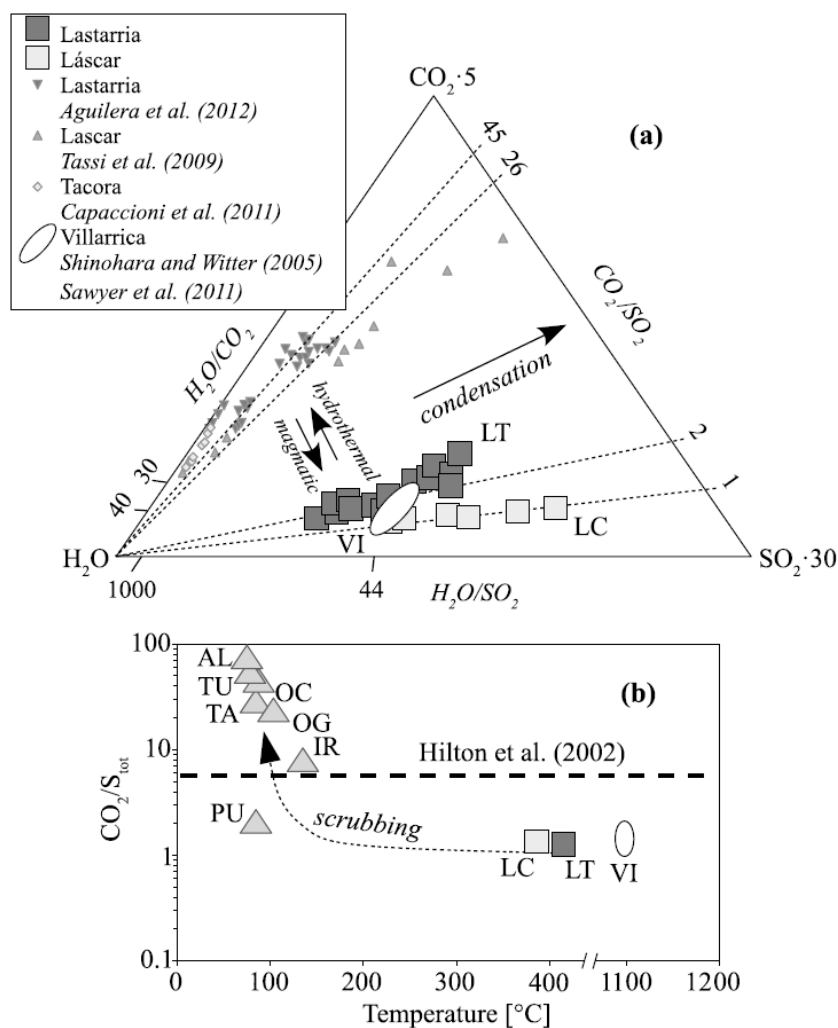 Lastarria
Láscar
Lastarria
Aguilera et al. (2012)
Lascar
Tassi et al. (2009)
Tacora
Capaccioni et al. (2011)
Villarrica
Shinohara and Witter (2005)
Sawyer et al. (2011)
CO₂·5
(a)
45
26
CO₂/SO₂
H₂O/CO₂
condensation
hydrothermal
magmatic
LT
2
1
30
40
VI
LC
H₂O
SO₂·30
1000
44
H₂O/SO₂
100
AL
(b)
TU
OC
TA
OG
10
IR
Hilton et al. (2002)
CO₂/Sₜₒₜ
PU
scrubbing
1
LC
LT
VI
0.1
0
100
200
300
400
1100
1200
Temperature [°C]